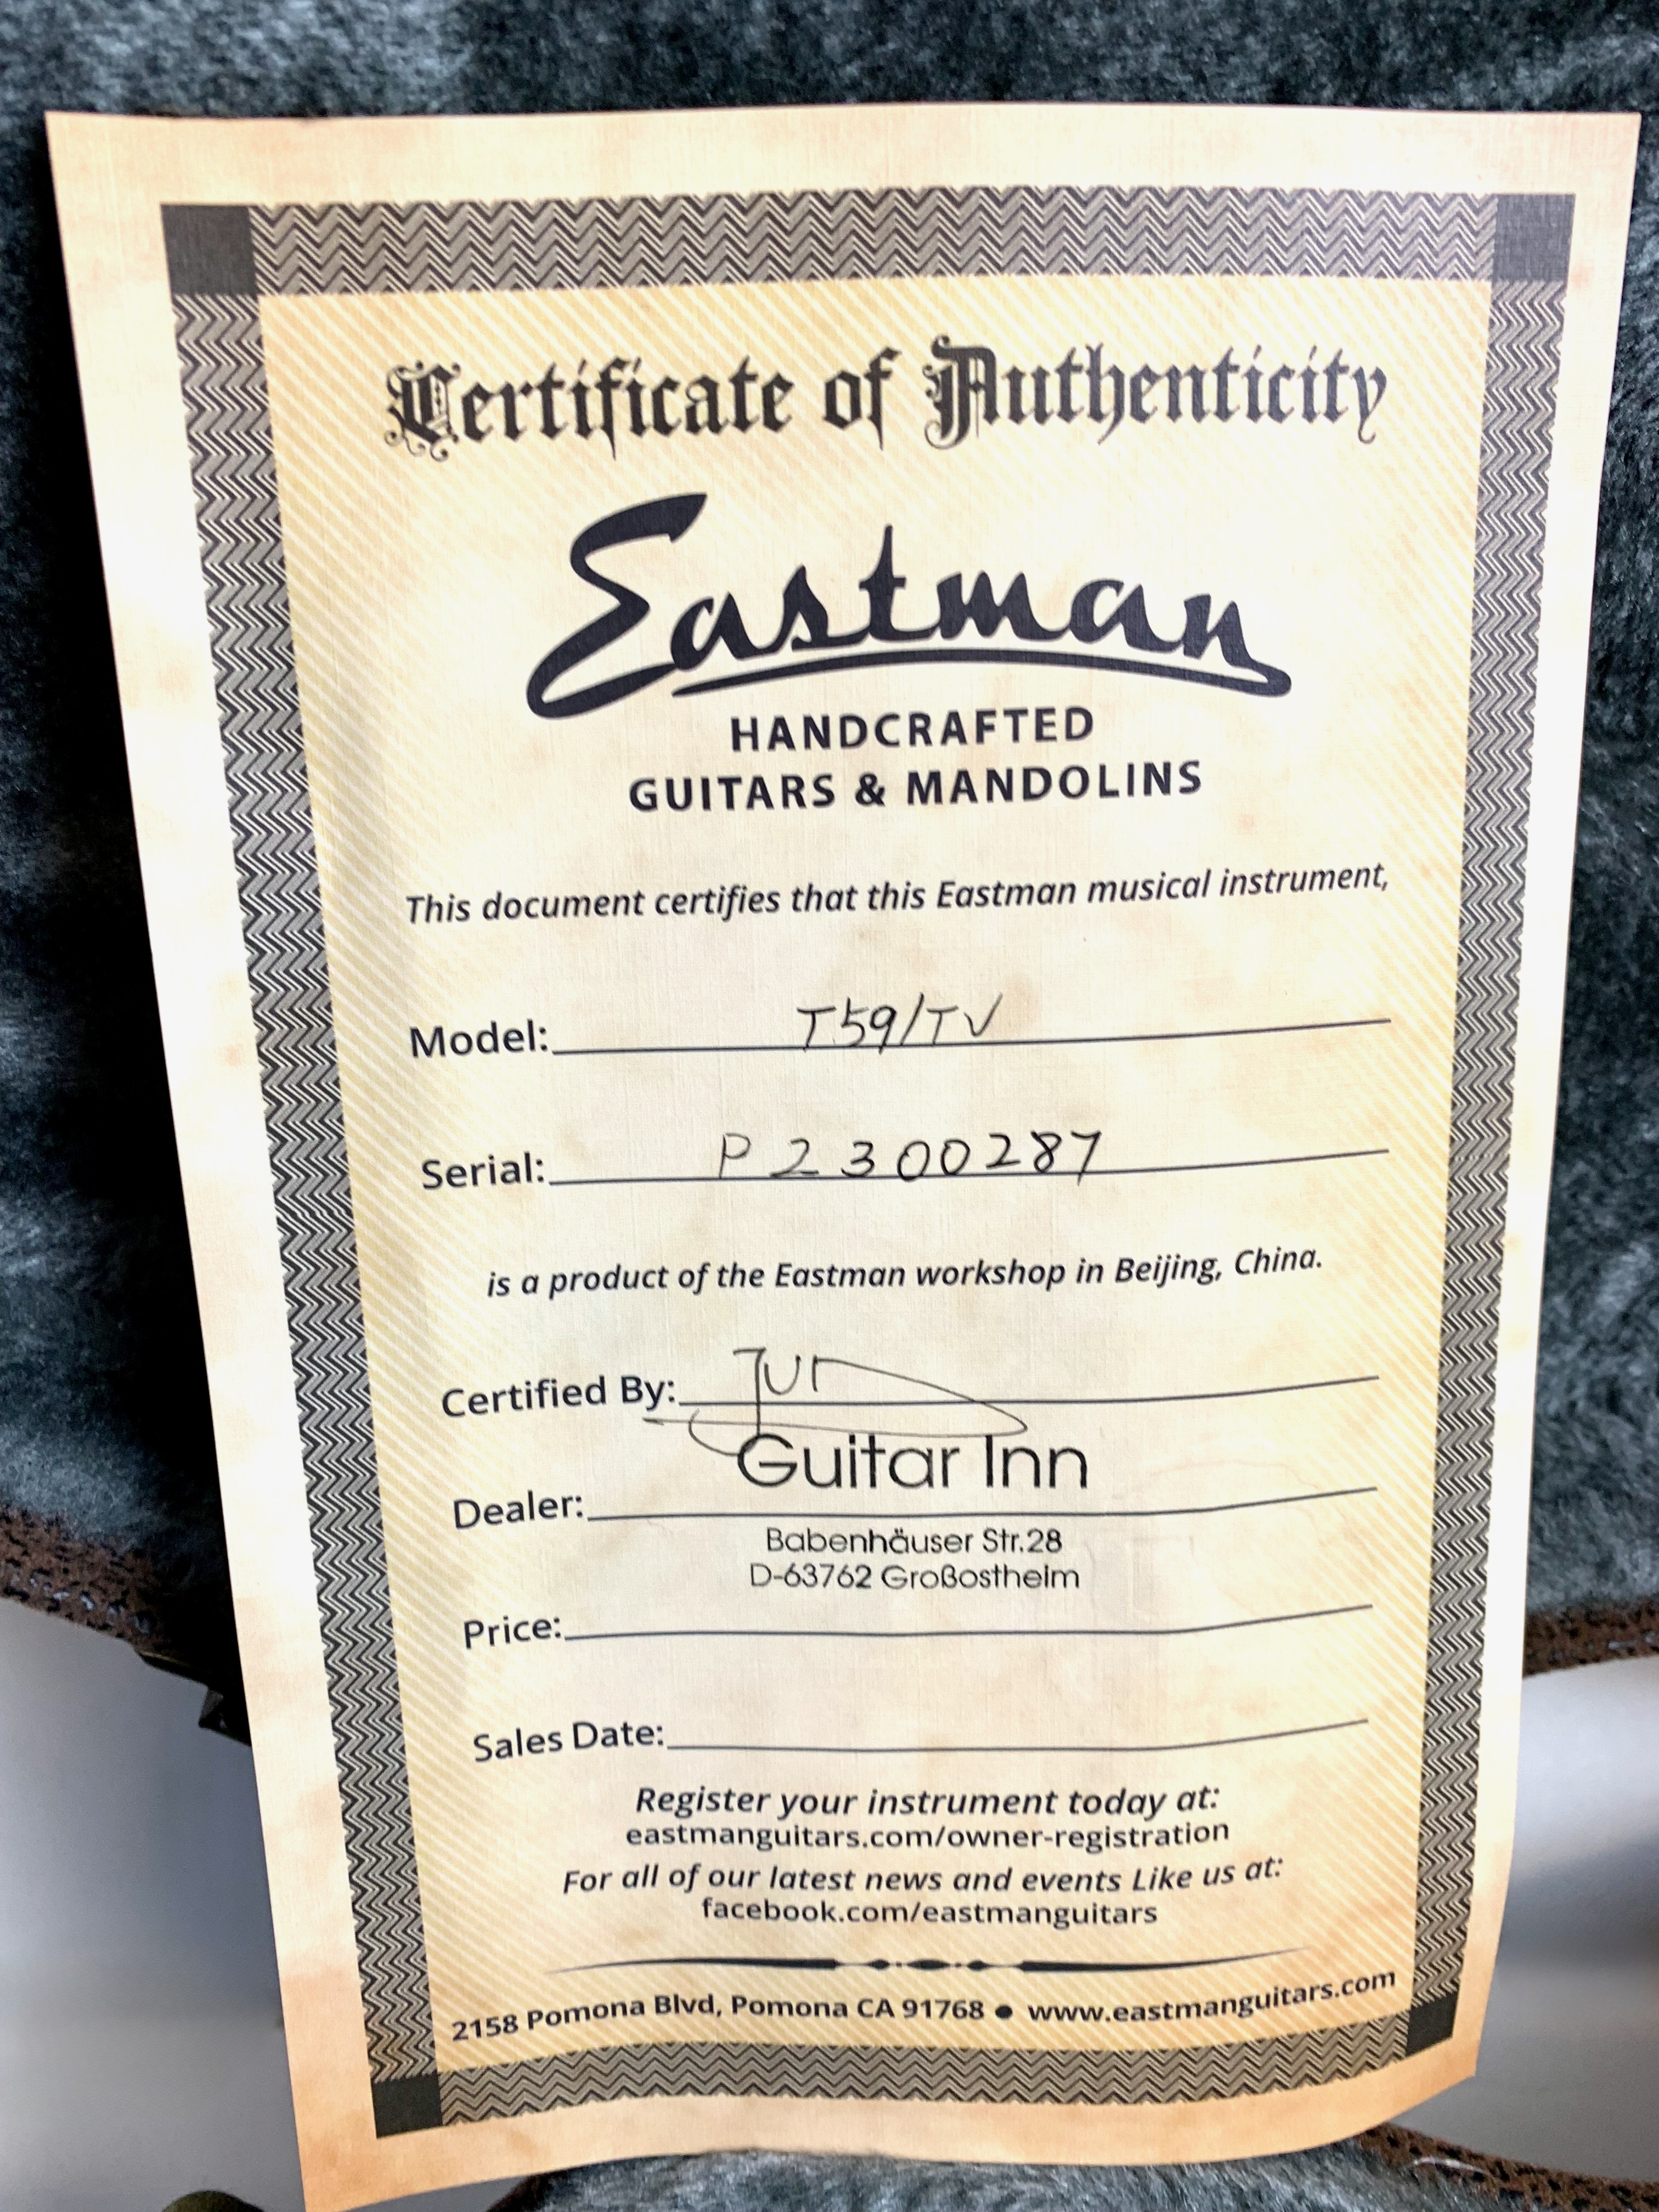 Certificate of Authenticity
Eastman
HANDCRAFTED
GUITARS & MANDOLINS
This document certifies that this Eastman musical instrument,
Model: T59/TV
Serial: P2300287
is a product of the Eastman workshop in Beijing, China.
Certified By:
Guitar Inn
Dealer:
Babenhäuser Str.28
D-63762 Großostheim
Price:
Sales Date:
Register your instrument today at:
eastmanguitars.com/owner-registration
For all of our latest news and events Like us at:
facebook.com/eastmanguitars
2158 Pomona Blvd, Pomona CA 91768 ● www.eastmanguitars.com